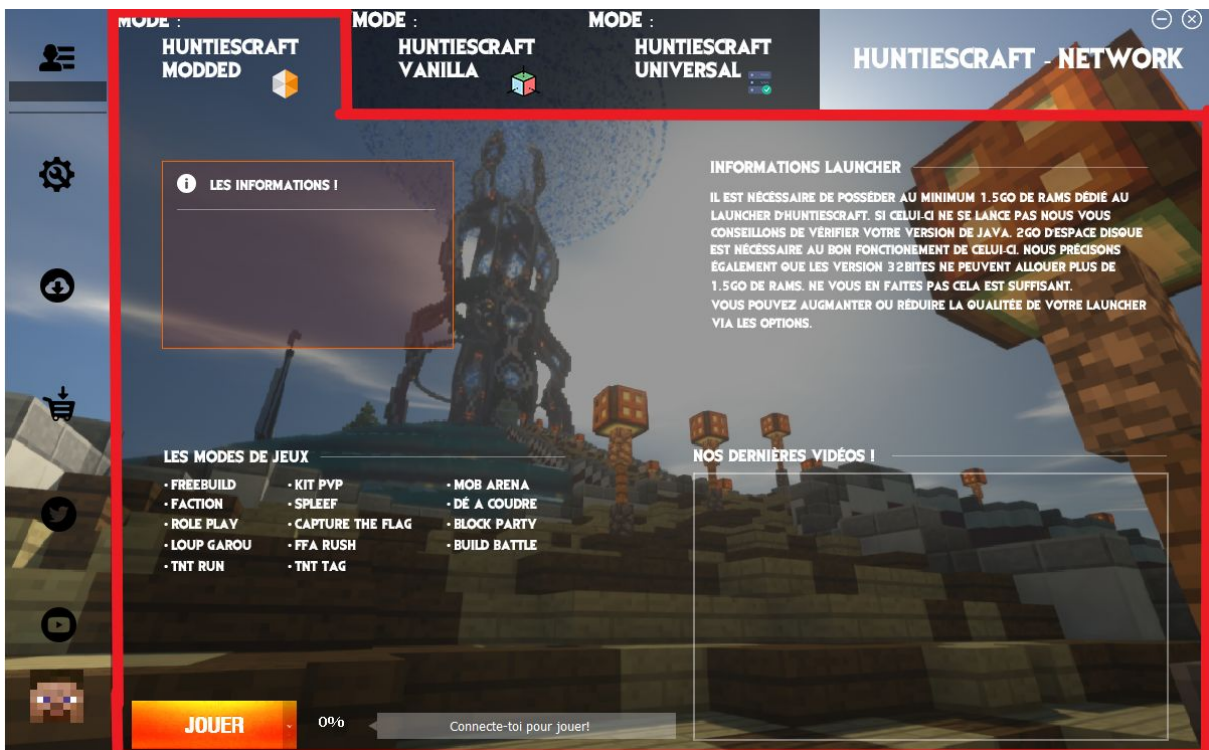 MODE :
HUNTIESCRAFT
MODDED
MODE :
HUNTIESCRAFT
VANILLA
MODE :
HUNTIESCRAFT
UNIVERSAL
HUNTIESCRAFT - NETWORK
LES INFORMATIONS !
INFORMATIONS LAUNCHER
IL EST NÉCÉSSAIRE DE POSSÉDER AU MINIMUM 1.5GO DE RAMS DÉDIÉ AU
LAUNCHER D'HUNTIESCRAFT. SI CELUI-CI NE SE LANCE PAS NOUS VOUS
CONSEILLONS DE VÉRIFIER VOTRE VERSION DE JAVA. 2GO D'ESPACE DISQUE
EST NÉCÉSSAIRE AU BON FONCTIONEMENT DE CELUI-CI. NOUS PRÉCISONS
ÉGALEMENT QUE LES VERSION 32BITES NE PEUVENT ALLOUER PLUS DE
1.5GO DE RAMS. NE VOUS EN FAITES PAS CELA EST SUFFISANT.
VOUS POUVEZ AUGMANTER OU RÉDUIRE LA QUALITÉE DE VOTRE LAUNCHER
VIA LES OPTIONS.
LES MODES DE JEUX
• FREEBUILD
• FACTION
• ROLE PLAY
• LOUP GAROU
• TNT RUN
• KIT PVP
• SPLEEF
• CAPTURE THE FLAG
• FFA RUSH
• TNT TAG
• MOB ARENA
• DÉ A COUDRE
• BLOCK PARTY
• BUILD BATTLE
NOS DERNIÈRES VIDÉOS !
JOUER
0%
Connecte-toi pour jouer!